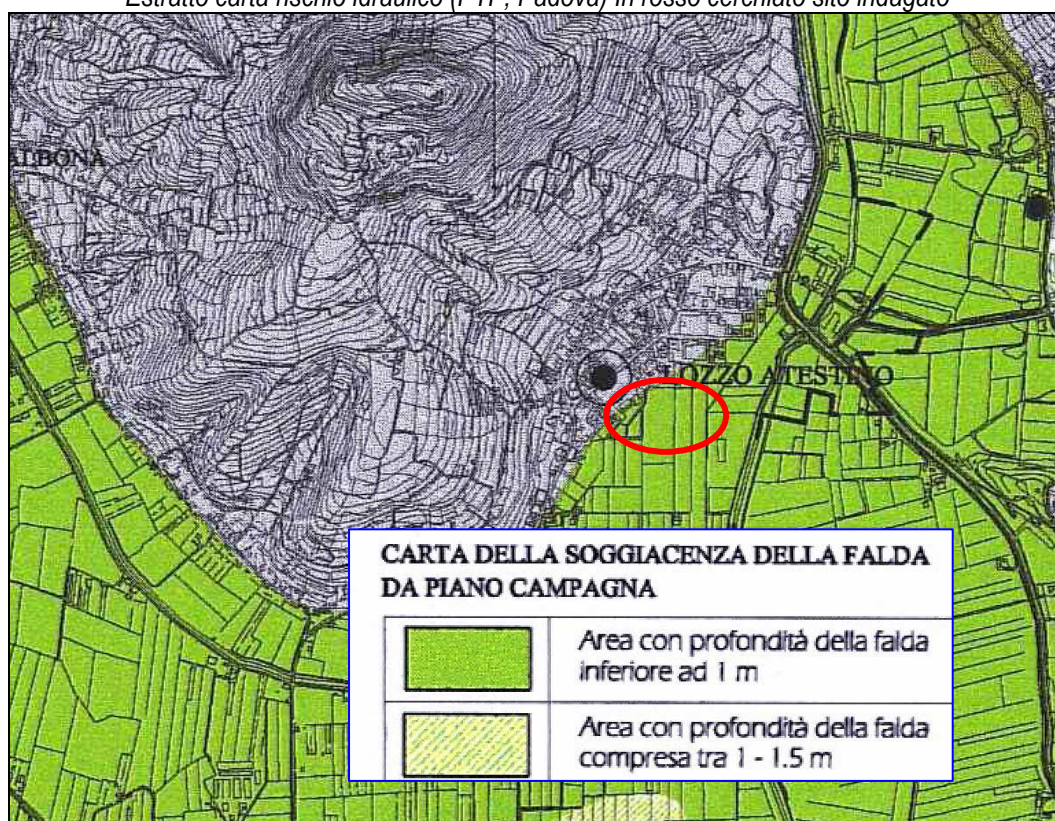 Estratto carta rischio idraulico (PTP, Padova) In rosso cerchiato sito indagato
ALBONA
LOZZO ATESTINO
CARTA DELLA SOGGIACENZA DELLA FALDA
DA PIANO CAMPAGNA
Area con profondità della falda
inferiore ad 1 m
Area con profondità della falda
compresa tra 1 - 1.5 m